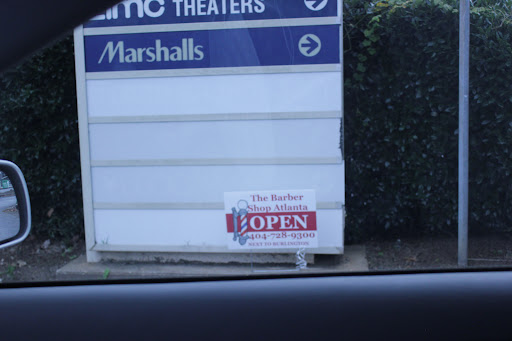 amc THEATERS
Marshalls
The Barber
Shop Atlanta
OPEN
404-728-9300
NEXT TO BURLINGTON